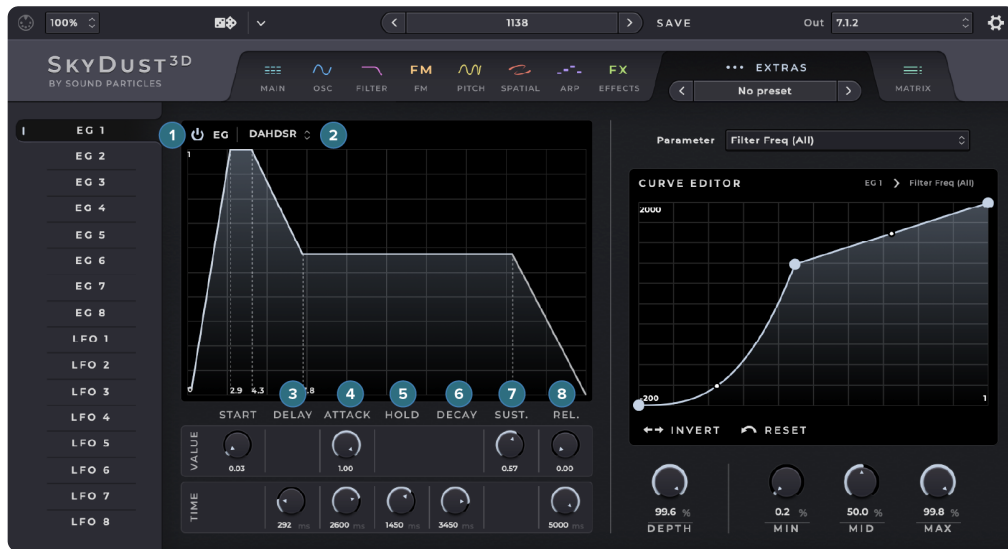 100% 1138 SAVE Out 7.1.2
SKYDUST3D
BY SOUND PARTICLES
FM FX
MAIN OSC FILTER FM PITCH SPATIAL ARP EFFECTS
EXTRAS
No preset
MATRIX
EG 1
EG 2
EG 3
EG 4
EG 5
EG 6
EG 7
EG 8
LFO 1
LFO 2
LFO 3
LFO 4
LFO 5
LFO 6
LFO 7
LFO 8
1 EG DAHDSR 2
1
0 2.9 4.3 .8
3 4 5 6 7 8
START DELAY ATTACK HOLD DECAY SUST. REL.
VALUE
0.03 1.00 0.57 0.00
TIME
292 ms 2600 ms 1450 ms 3450 ms 5000 ms
Parameter Filter Freq (All)
CURVE EDITOR EG 1 Filter Freq (All)
2000
-200 1
INVERT RESET
99.6 % 0.2 % 50.0 % 99.8 %
DEPTH MIN MID MAX